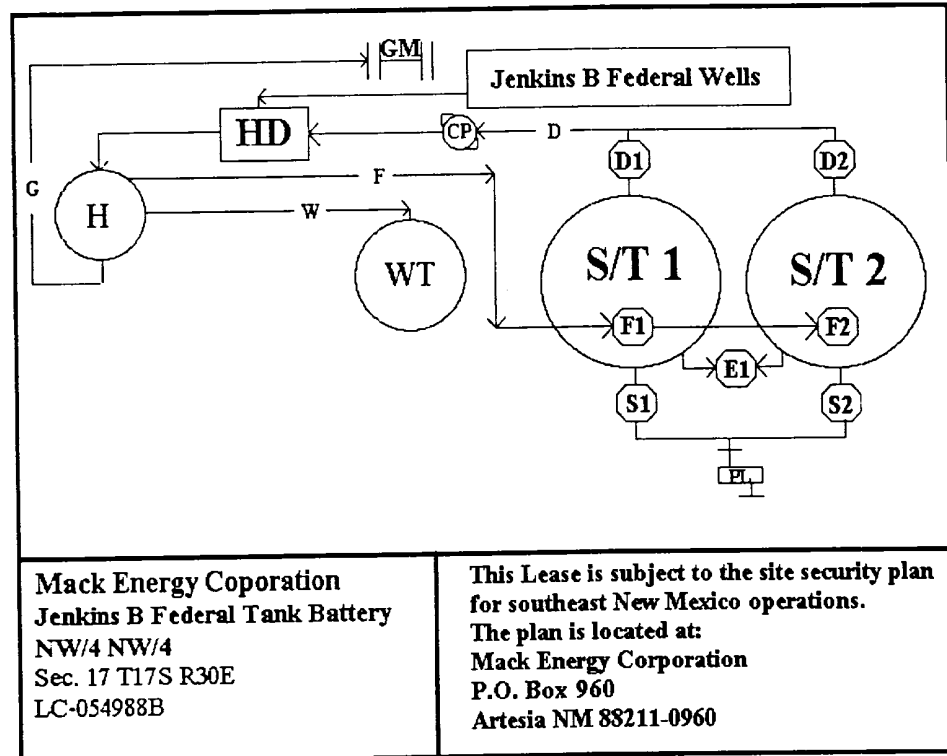 GM
Jenkins B Federal Wells
HD
CP
D
D1
D2
G
F
H
W
WT
S/T 1
S/T 2
F1
F2
E1
S1
S2
PL
Mack Energy Coporation
Jenkins B Federal Tank Battery
NW/4 NW/4
Sec. 17 T17S R30E
LC-054988B
This Lease is subject to the site security plan
for southeast New Mexico operations.
The plan is located at:
Mack Energy Corporation
P.O. Box 960
Artesia NM 88211-0960